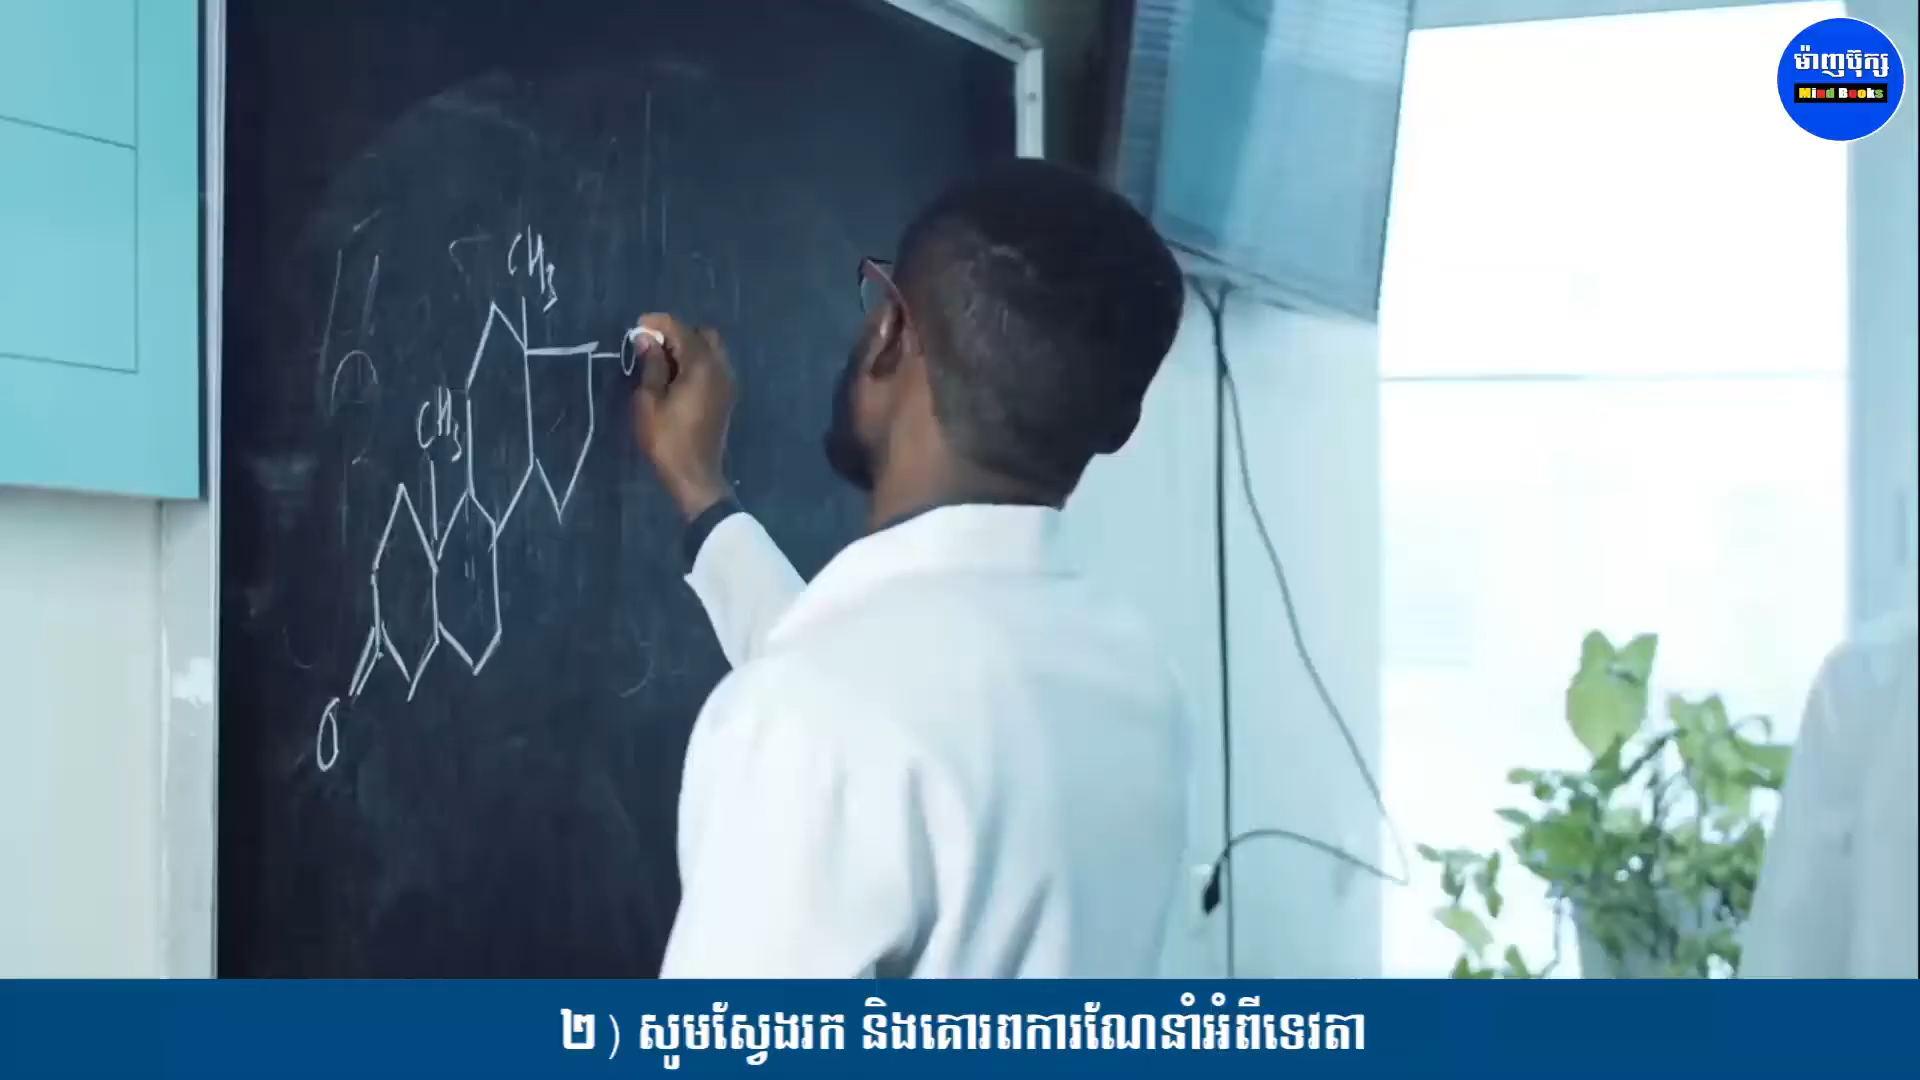 ម៉ាញប៊ុក្ស
Mind Books
CH3
CH3
O
O
២) សូមស្វែងរក និងគោរពការណែនាំអំពីទេវតា